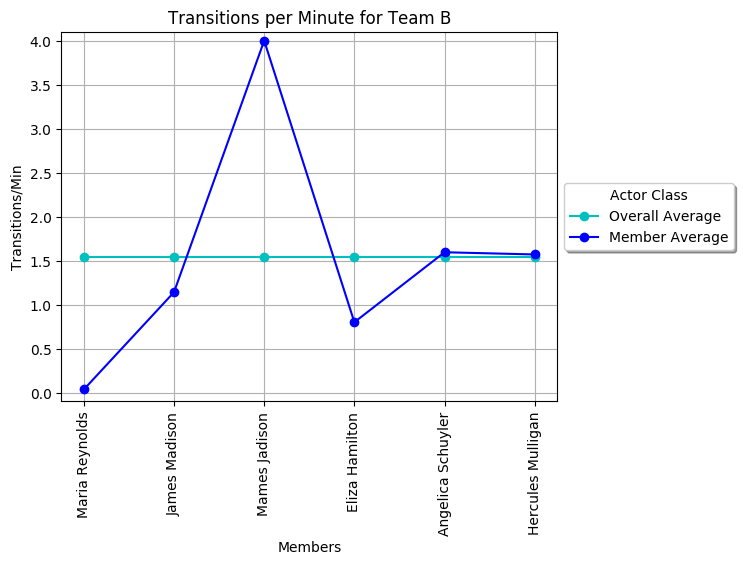 Transitions per Minute for Team B
4.0
3.5
3.0
2.5
2.0
1.5
1.0
0.5
0.0
Transitions/Min
Maria Reynolds
James Madison
Mames Jadison
Eliza Hamilton
Angelica Schuyler
Hercules Mulligan
Members
Actor Class
Overall Average
Member Average